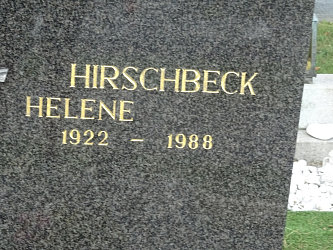 HIRSCHBECK
HELENE
1922 – 1988